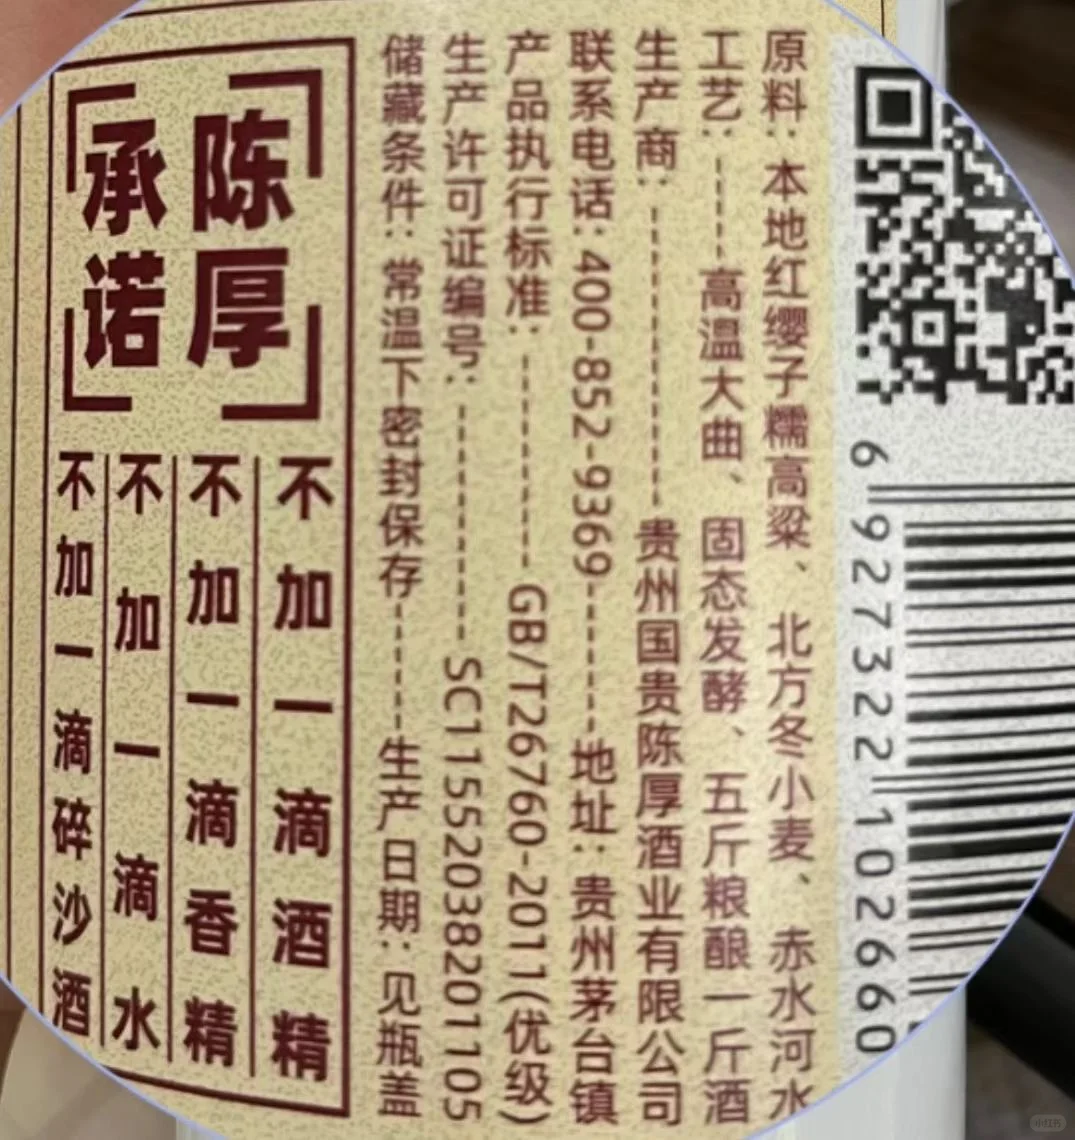 原料：本地红缨子糯高粱、北方冬小麦、赤水河水
工艺：------高温大曲、固态发酵、五斤粮酿一斤酒
生产商：----------------贵州国贵陈厚酒业有限公司
联系电话：400-852-9369--------地址：贵州茅台镇
产品执行标准：------------GB/T26760-2011(优级)
生产许可证编号：-------------SC11552038201105
储藏条件：常温下密封保存--------生产日期：见瓶盖
陈厚
承诺
不加一滴酒精
不加一滴香精
不加一滴水
不加一滴碎沙酒
6 927322 102660
小红书